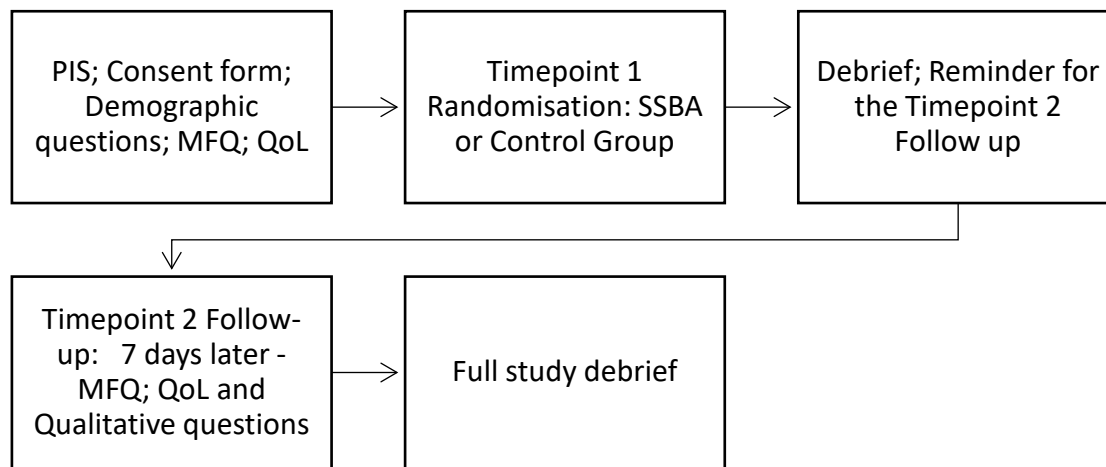 PIS; Consent form;
Demographic
questions; MFQ; QoL
Timepoint 1
Randomisation: SSBA
or Control Group
Debrief; Reminder for
the Timepoint 2
Follow up
Timepoint 2 Follow-
up:   7 days later -
MFQ; QoL and
Qualitative questions
Full study debrief